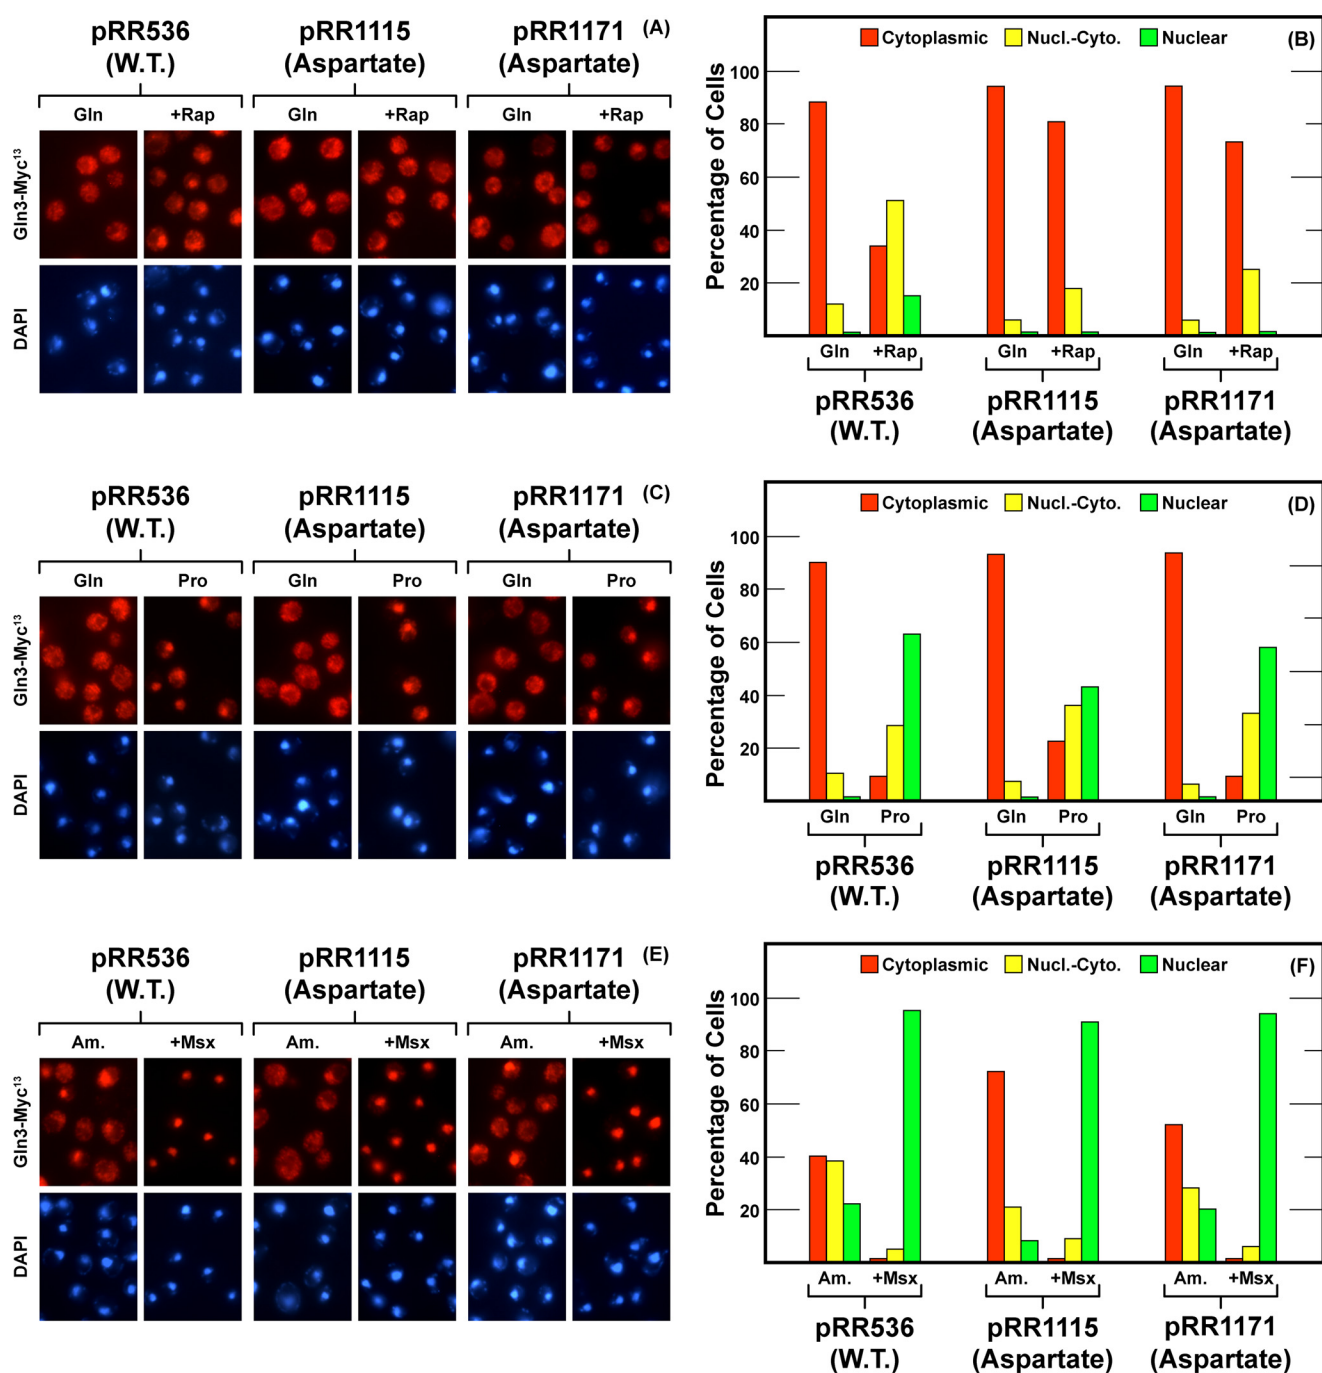 pRR536 pRR1115 pRR1171 (A)
(W.T.) (Aspartate) (Aspartate)
Gln +Rap Gln +Rap Gln +Rap
Gln3-Myc13
DAPI
Cytoplasmic Nucl.-Cyto. Nuclear (B)
Percentage of Cells
100
80
60
40
20
Gln +Rap Gln +Rap Gln +Rap
pRR536 pRR1115 pRR1171
(W.T.) (Aspartate) (Aspartate)
pRR536 pRR1115 pRR1171 (C)
(W.T.) (Aspartate) (Aspartate)
Gln Pro Gln Pro Gln Pro
Gln3-Myc13
DAPI
Cytoplasmic Nucl.-Cyto. Nuclear (D)
Percentage of Cells
100
80
60
40
20
Gln Pro Gln Pro Gln Pro
pRR536 pRR1115 pRR1171
(W.T.) (Aspartate) (Aspartate)
pRR536 pRR1115 pRR1171 (E)
(W.T.) (Aspartate) (Aspartate)
Am. +Msx Am. +Msx Am. +Msx
Gln3-Myc13
DAPI
Cytoplasmic Nucl.-Cyto. Nuclear (F)
Percentage of Cells
100
80
60
40
20
Am. +Msx Am. +Msx Am. +Msx
pRR536 pRR1115 pRR1171
(W.T.) (Aspartate) (Aspartate)